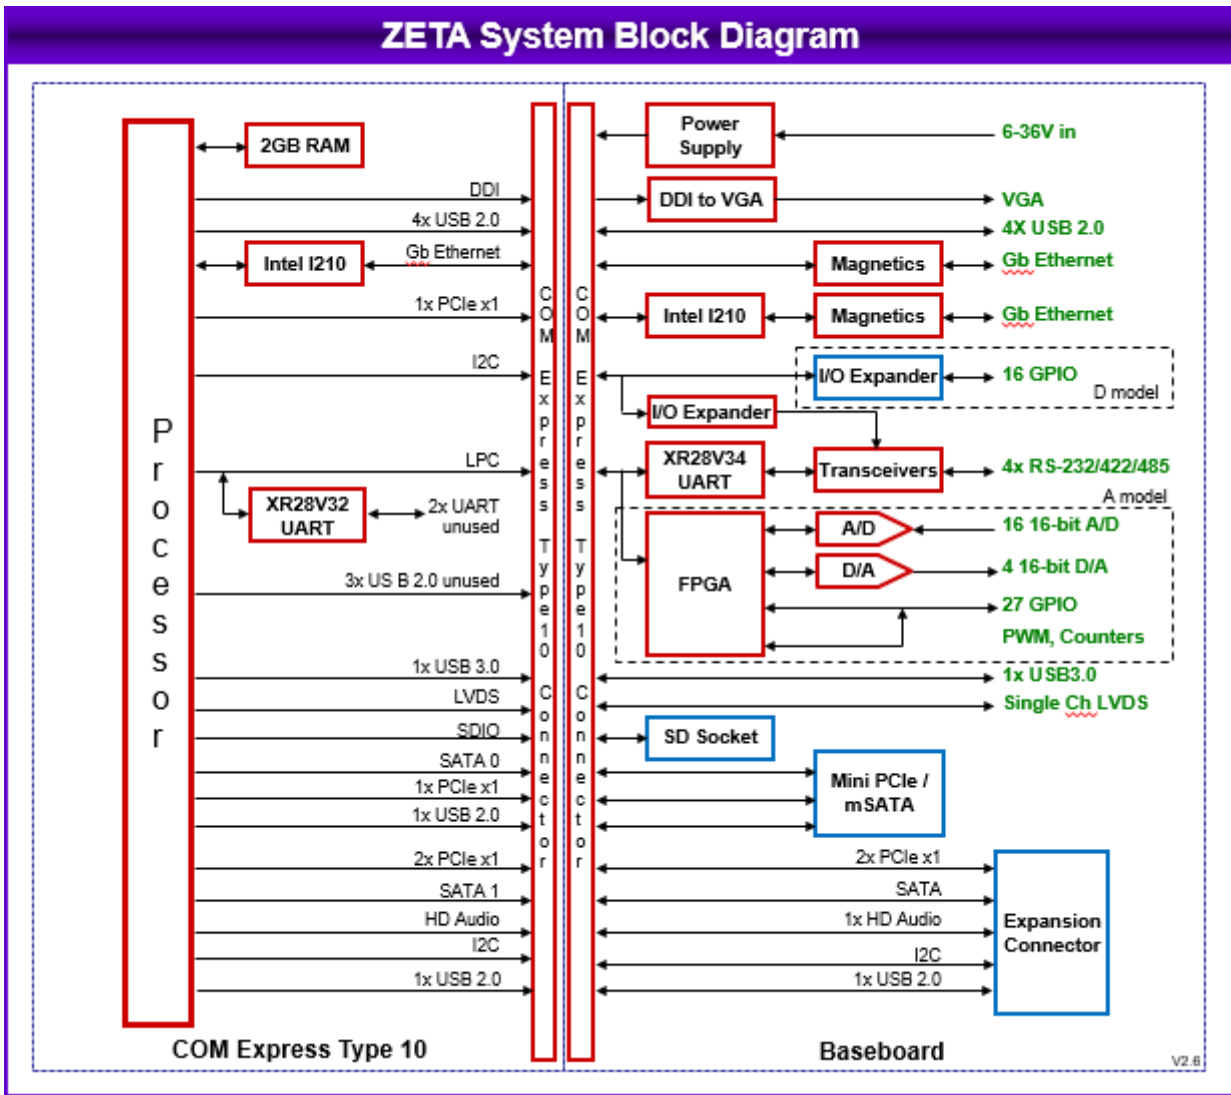 ZETA System Block Diagram
Processor
2GB RAM
DDI
4x USB 2.0
Intel I210
Gb Ethernet
1x PCIe x1
I2C
LPC
XR28V32
UART
2x UART
unused
3x US B 2.0 unused
1x USB 3.0
LVDS
SDIO
SATA 0
1x PCIe x1
1x USB 2.0
2x PCIe x1
SATA 1
HD Audio
I2C
1x USB 2.0
COM Express Type 10
COM Express Type10 Connector
COM Express Type10 Connector
Power
Supply
6-36V in
DDI to VGA
VGA
4X USB 2.0
Magnetics
Gb Ethernet
Intel I210
Magnetics
Gb Ethernet
I/O Expander
16 GPIO
D model
I/O Expander
XR28V34
UART
Transceivers
4x RS-232/422/485
A model
FPGA
A/D
16 16-bit A/D
D/A
4 16-bit D/A
27 GPIO
PWM, Counters
1x USB3.0
Single Ch LVDS
SD Socket
Mini PCIe /
mSATA
2x PCIe x1
SATA
1x HD Audio
I2C
1x USB 2.0
Expansion
Connector
Baseboard
V2.6